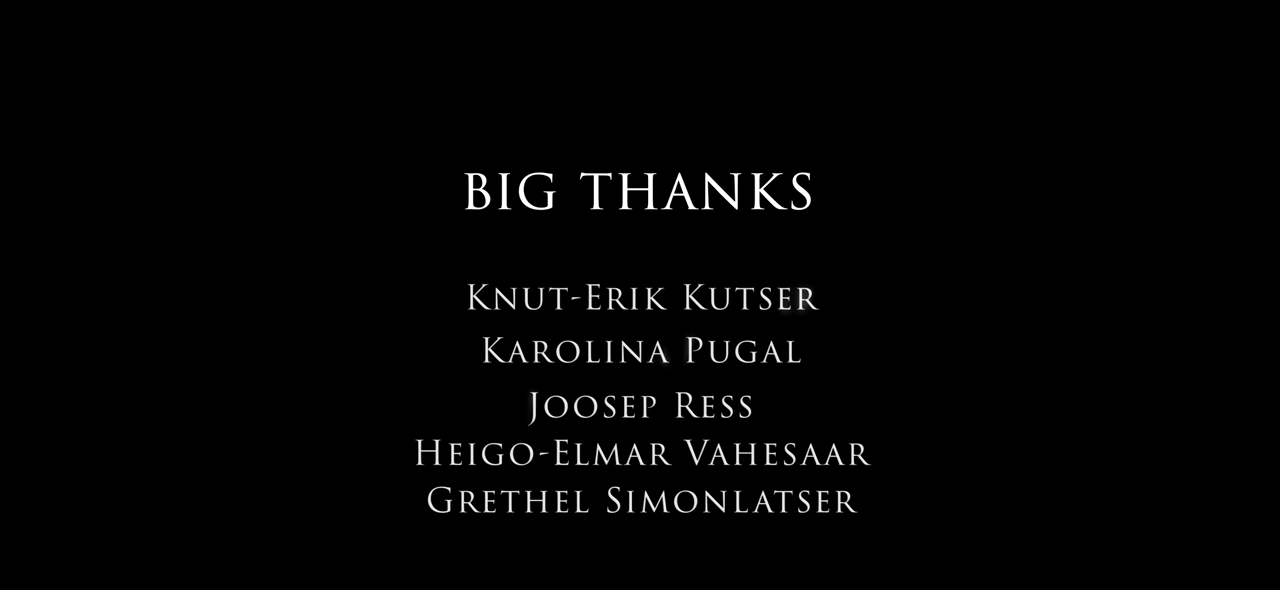 BIG THANKS
Knut-Erik Kutser
Karolina Pugal
Joosep Ress
Heigo-Elmar Vahesaar
Grethel Simonlatser